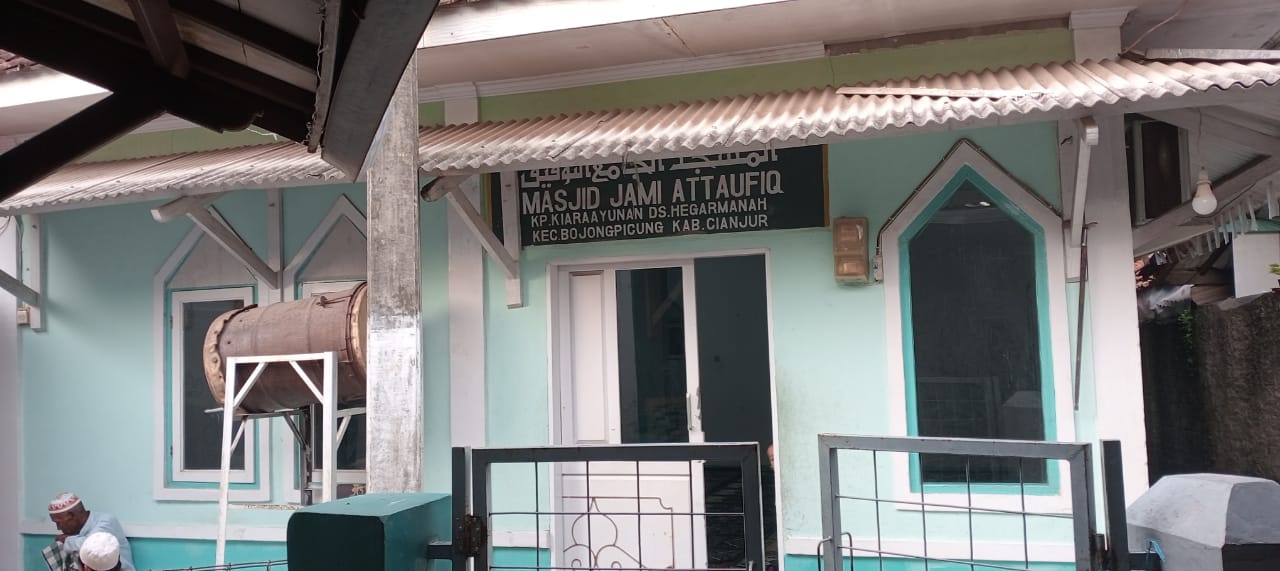 المسجد الجامع التوفيق
MASJID JAMI ATTAUFIQ
KP.KIARAAYUNAN DS.HEGARMANAH
KEC.BOJONGPICUNG KAB.CIANJUR